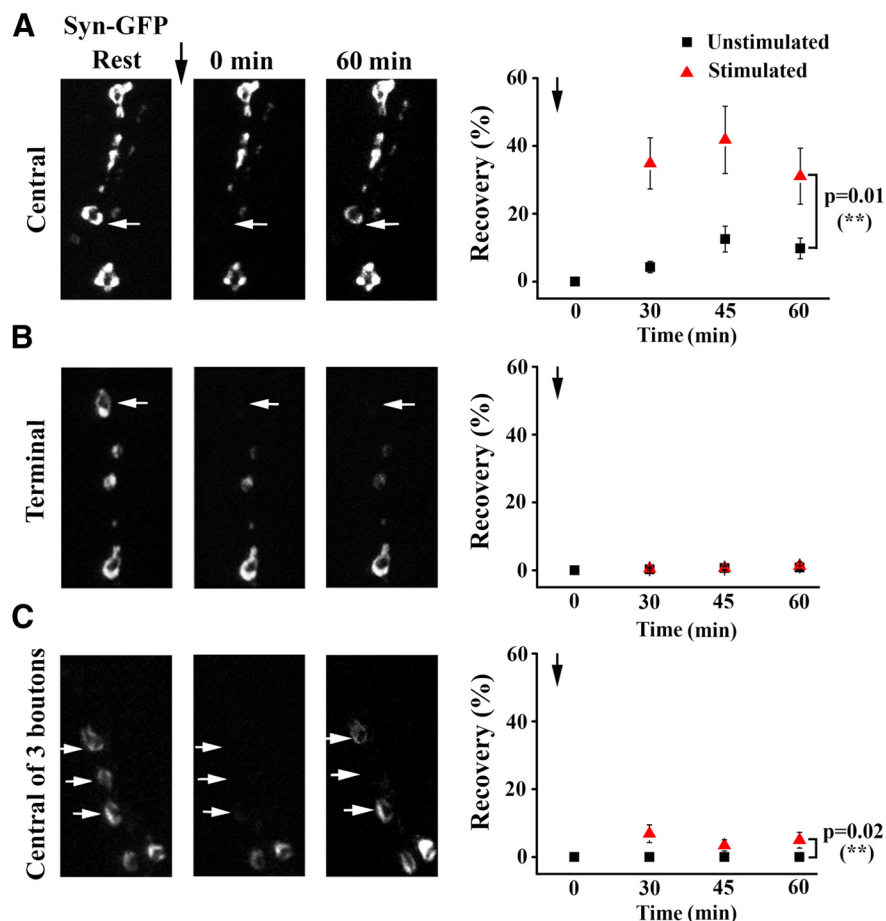 A
Syn-GFP
Rest
0 min
60 min
Central
Unstimulated
Stimulated
Recovery (%)
60
40
20
0
p=0.01
(**)
0 30 45 60
Time (min)
B
Terminal
Recovery (%)
60
40
20
0
0 30 45 60
Time (min)
C
Central of 3 boutons
Recovery (%)
60
40
20
0
p=0.02
(**)
0 30 45 60
Time (min)